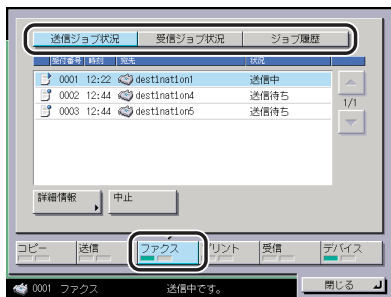 送信ジョブ状況 受信ジョブ状況 ジョブ履歴
受付番号 時刻 宛先 状況
0001 12:22 destination1 送信中
0002 12:44 destination4 送信待ち
0003 12:44 destination5 送信待ち
1/1
詳細情報 中止
コピー 送信 ファクス プリント 受信 デバイス
0001 ファクス 送信中です。 閉じる